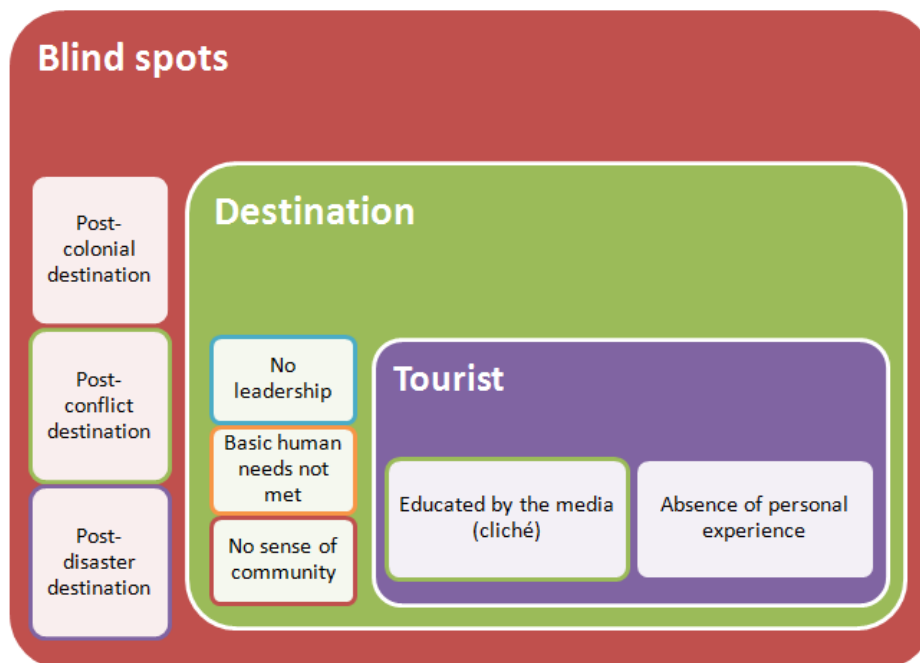 Blind spots
Post-
colonial
destination
Post-
conflict
destination
Post-
disaster
destination
Destination
No
leadership
Basic human
needs not
met
No sense of
community
Tourist
Educated by the media
(cliché)
Absence of personal
experience